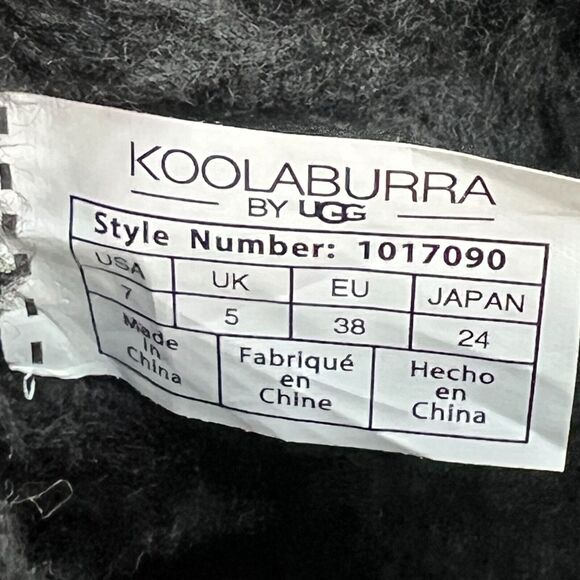 KOOLABURRA
BY UGG
Style Number: 1017090
USA UK EU JAPAN
7 5 38 24
Made in China
Fabriqué en Chine
Hecho en China